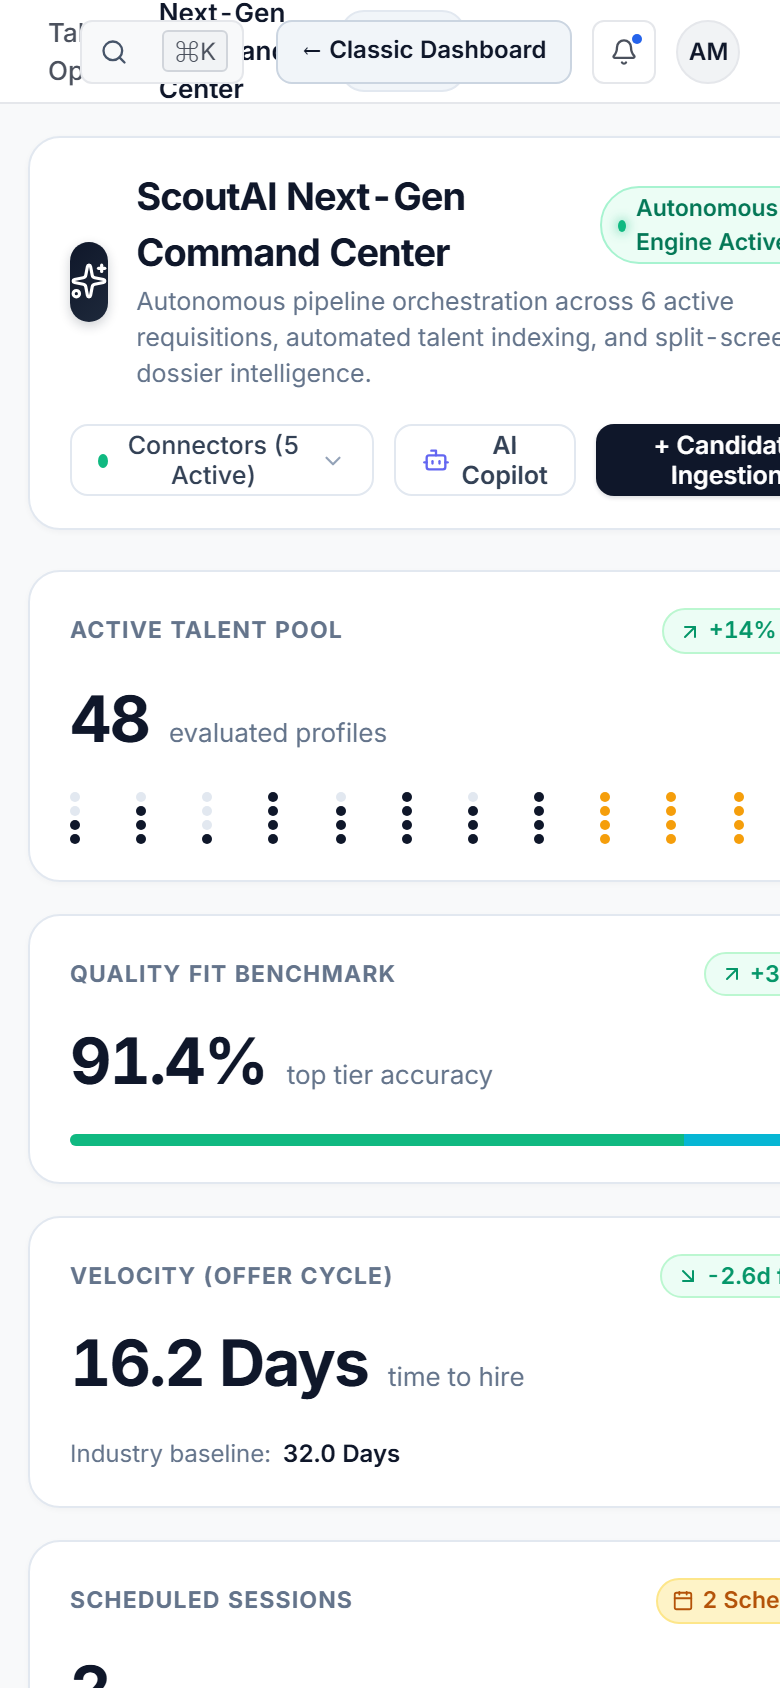 Next-Gen
Center
⌘K
← Classic Dashboard
AM
ScoutAI Next-Gen
Command Center
Autonomous
Engine Active
Autonomous pipeline orchestration across 6 active
requisitions, automated talent indexing, and split-scree
dossier intelligence.
Connectors (5
Active)
AI
Copilot
+ Candidat
Ingestion
ACTIVE TALENT POOL
+14%
48 evaluated profiles
QUALITY FIT BENCHMARK
+3
91.4% top tier accuracy
VELOCITY (OFFER CYCLE)
-2.6d
16.2 Days time to hire
Industry baseline: 32.0 Days
SCHEDULED SESSIONS
2 Sche
2